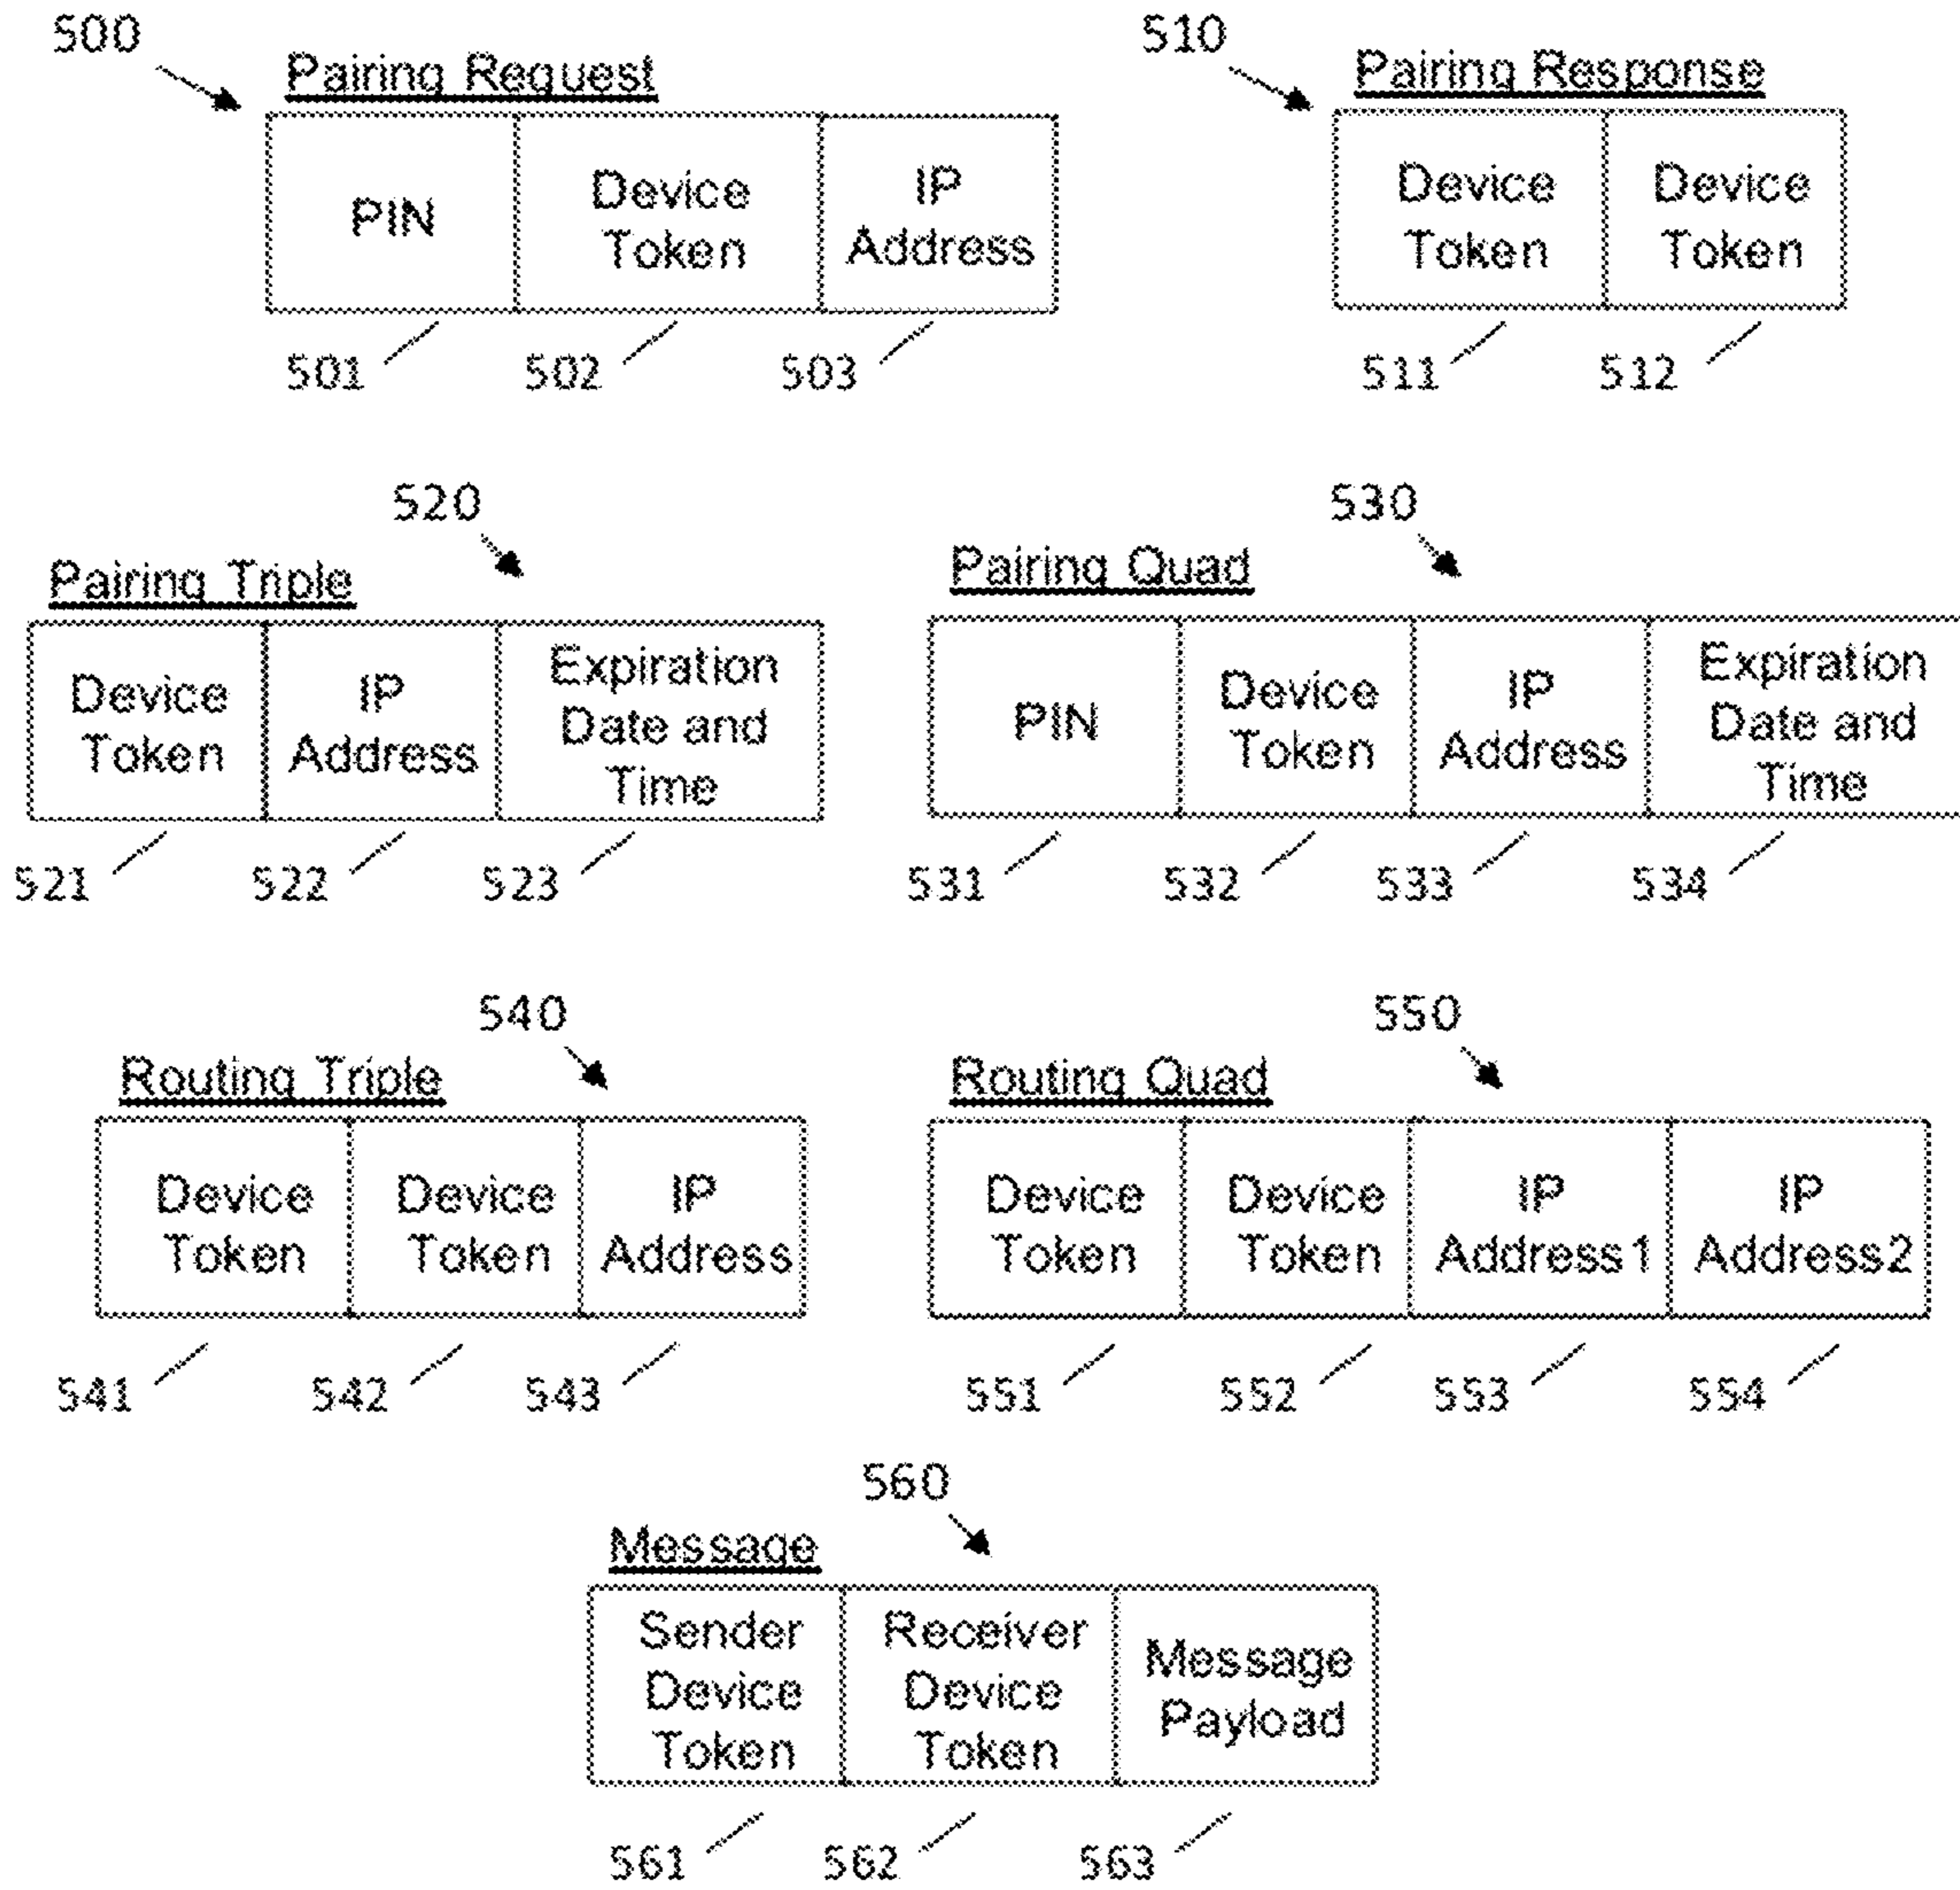 500
Pairing Request
PIN
Device
Token
IP
Address
501
502
503
510
Pairing Response
Device
Token
Device
Token
511
512
520
Pairing Triple
Device
Token
IP
Address
Expiration
Date and
Time
521
522
523
530
Pairing Quad
PIN
Device
Token
IP
Address
Expiration
Date and
Time
531
532
533
534
540
Routing Triple
Device
Token
Device
Token
IP
Address
541
542
543
550
Routing Quad
Device
Token
Device
Token
IP
Address1
IP
Address2
551
552
553
554
560
Message
Sender
Device
Token
Receiver
Device
Token
Message
Payload
561
562
563